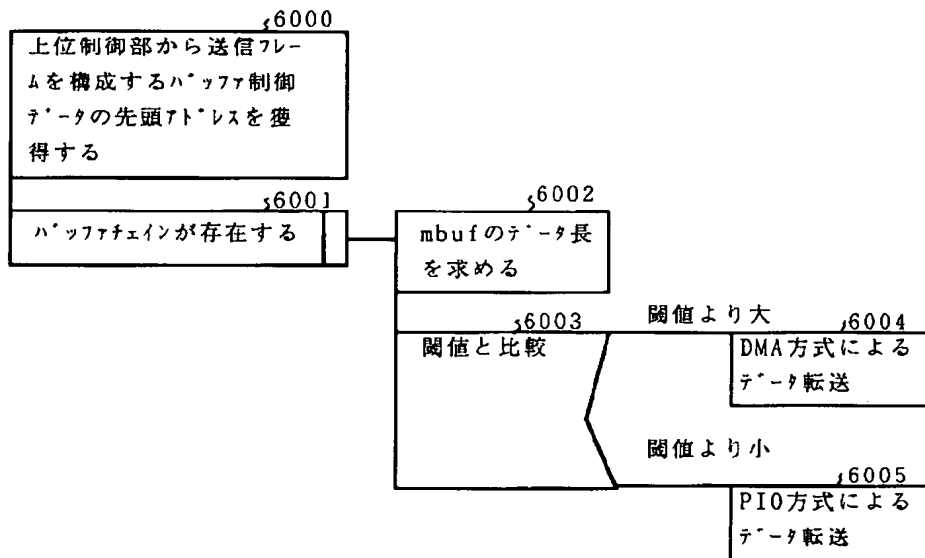 6000
上位制御部から送信フレー
ムを構成するバッファ制御
データの先頭アドレスを獲
得する
6001
バッファチェインが存在する
6002
mbufのデータ長
を求める
6003
閾値と比較
閾値より大
6004
DMA方式による
データ転送
閾値より小
6005
PIO方式による
データ転送